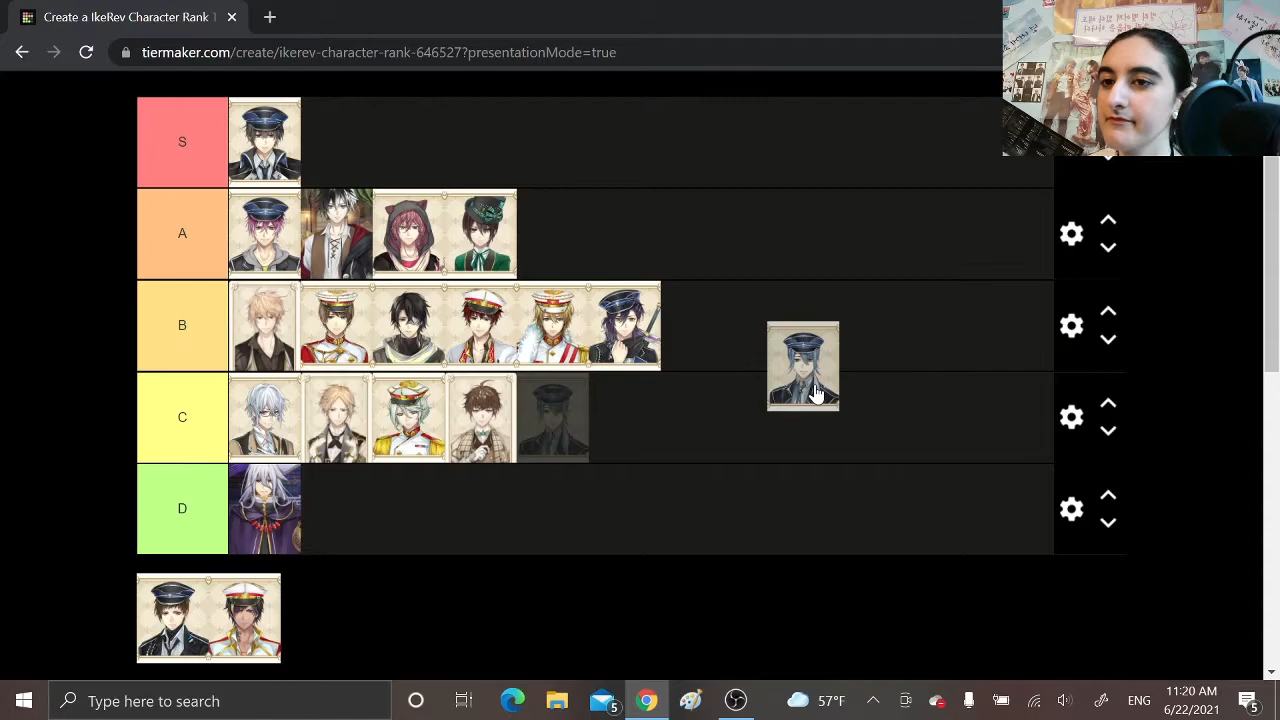 Create a IkeRev Character Rank T
tiermaker.com/create/ikerev-character-rank-646527?presentationMode=true
S
A
B
C
D
Type here to search
5
57°F
ENG
11:20 AM
6/22/2021
5